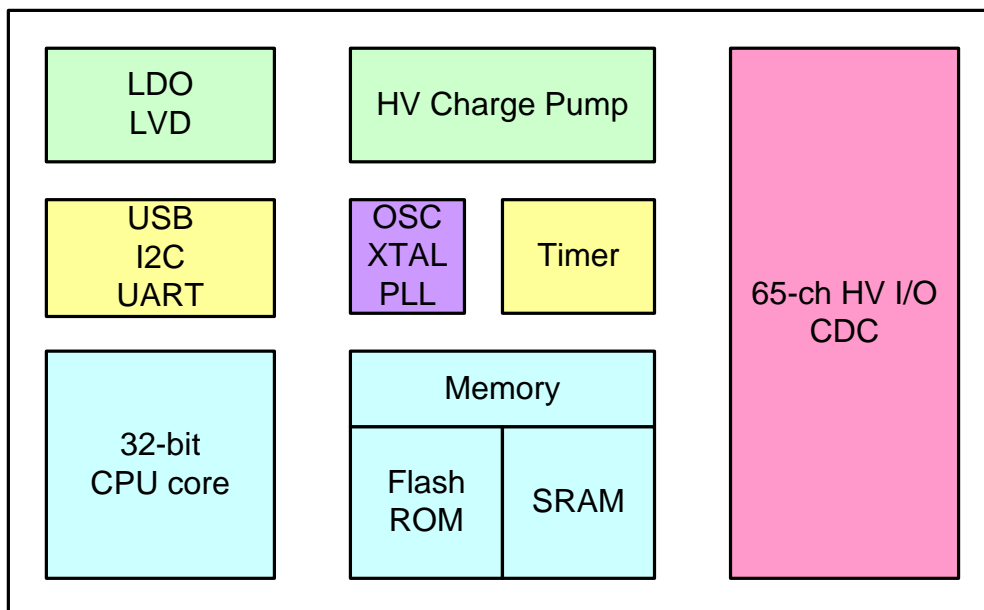 LDO
LVD
HV Charge Pump
USB
I2C
UART
OSC
XTAL
PLL
Timer
65-ch HV I/O
CDC
32-bit
CPU core
Memory
Flash
ROM
SRAM